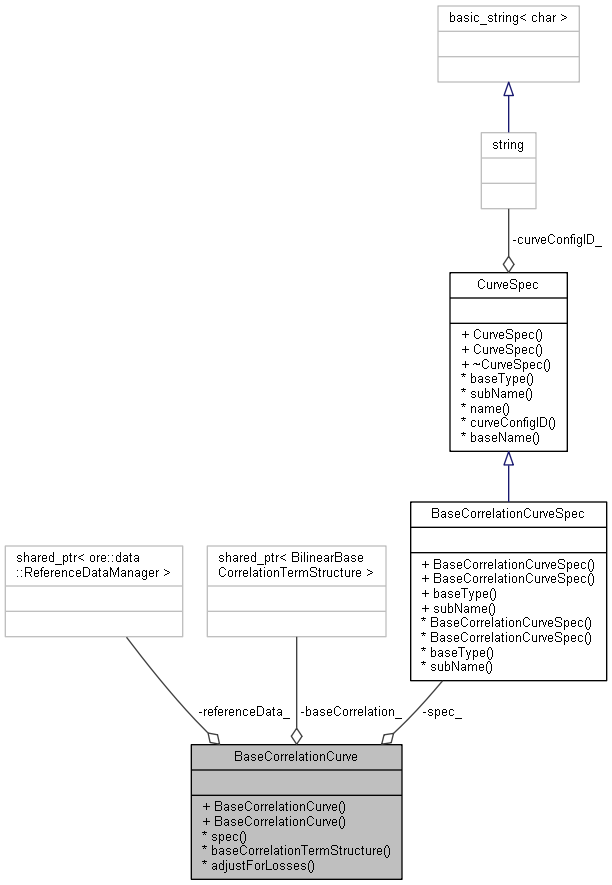 basic_string< char >
string
-curveConfigID_
CurveSpec
+ CurveSpec()
+ CurveSpec()
+ ~CurveSpec()
* baseType()
* subName()
* name()
* curveConfigID()
* baseName()
BaseCorrelationCurveSpec
+ BaseCorrelationCurveSpec()
+ BaseCorrelationCurveSpec()
+ baseType()
+ subName()
* BaseCorrelationCurveSpec()
* BaseCorrelationCurveSpec()
* baseType()
* subName()
shared_ptr< ore::data
::ReferenceDataManager >
shared_ptr< BilinearBase
CorrelationTermStructure >
-referenceData_
-baseCorrelation_
-spec_
BaseCorrelationCurve
+ BaseCorrelationCurve()
+ BaseCorrelationCurve()
* spec()
* baseCorrelationTermStructure()
* adjustForLosses()